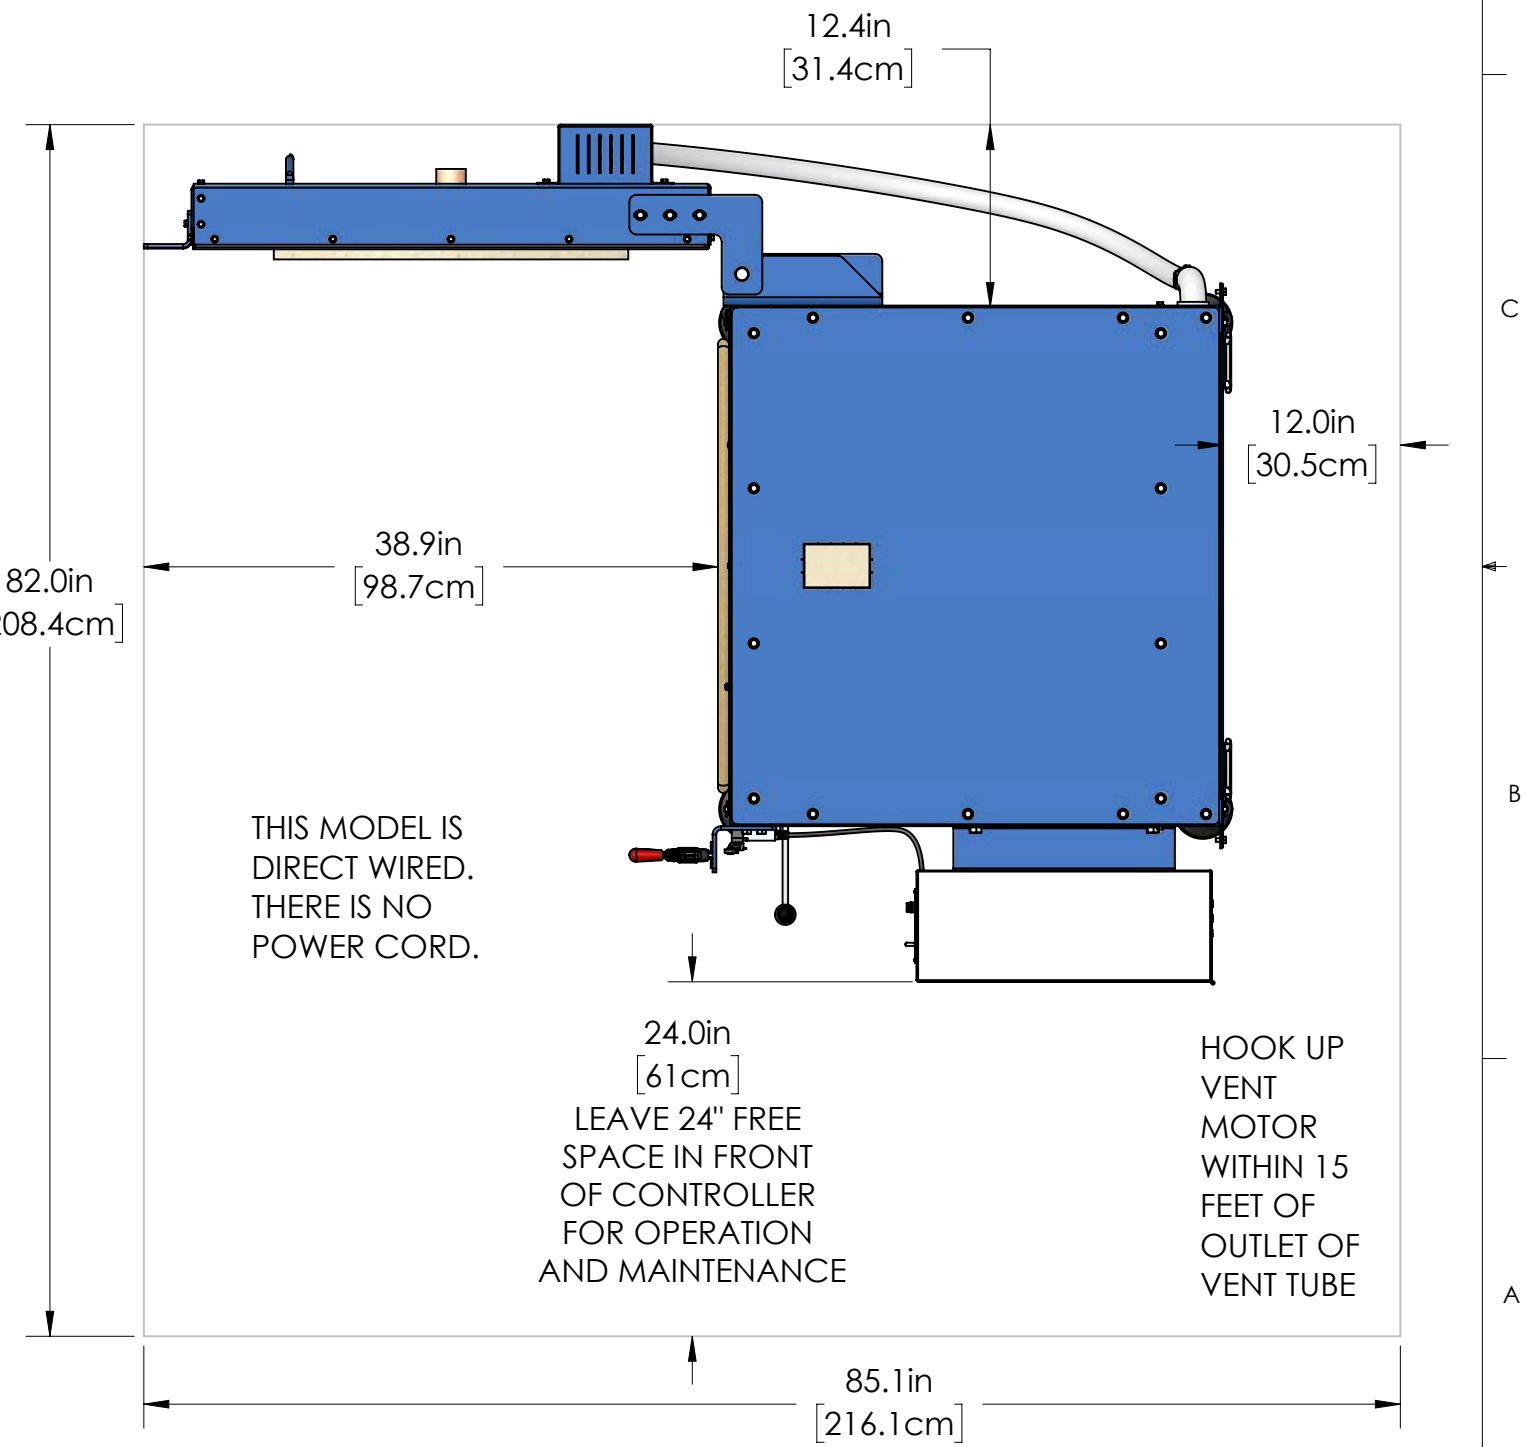 12.4in
[31.4cm]
C
12.0in
[30.5cm]
38.9in
[98.7cm]
82.0in
208.4cm]
THIS MODEL IS
DIRECT WIRED.
THERE IS NO
POWER CORD.
B
24.0in
[61cm]
LEAVE 24" FREE
SPACE IN FRONT
OF CONTROLLER
FOR OPERATION
AND MAINTENANCE
HOOK UP
VENT
MOTOR
WITHIN 15
FEET OF
OUTLET OF
VENT TUBE
A
85.1in
[216.1cm]